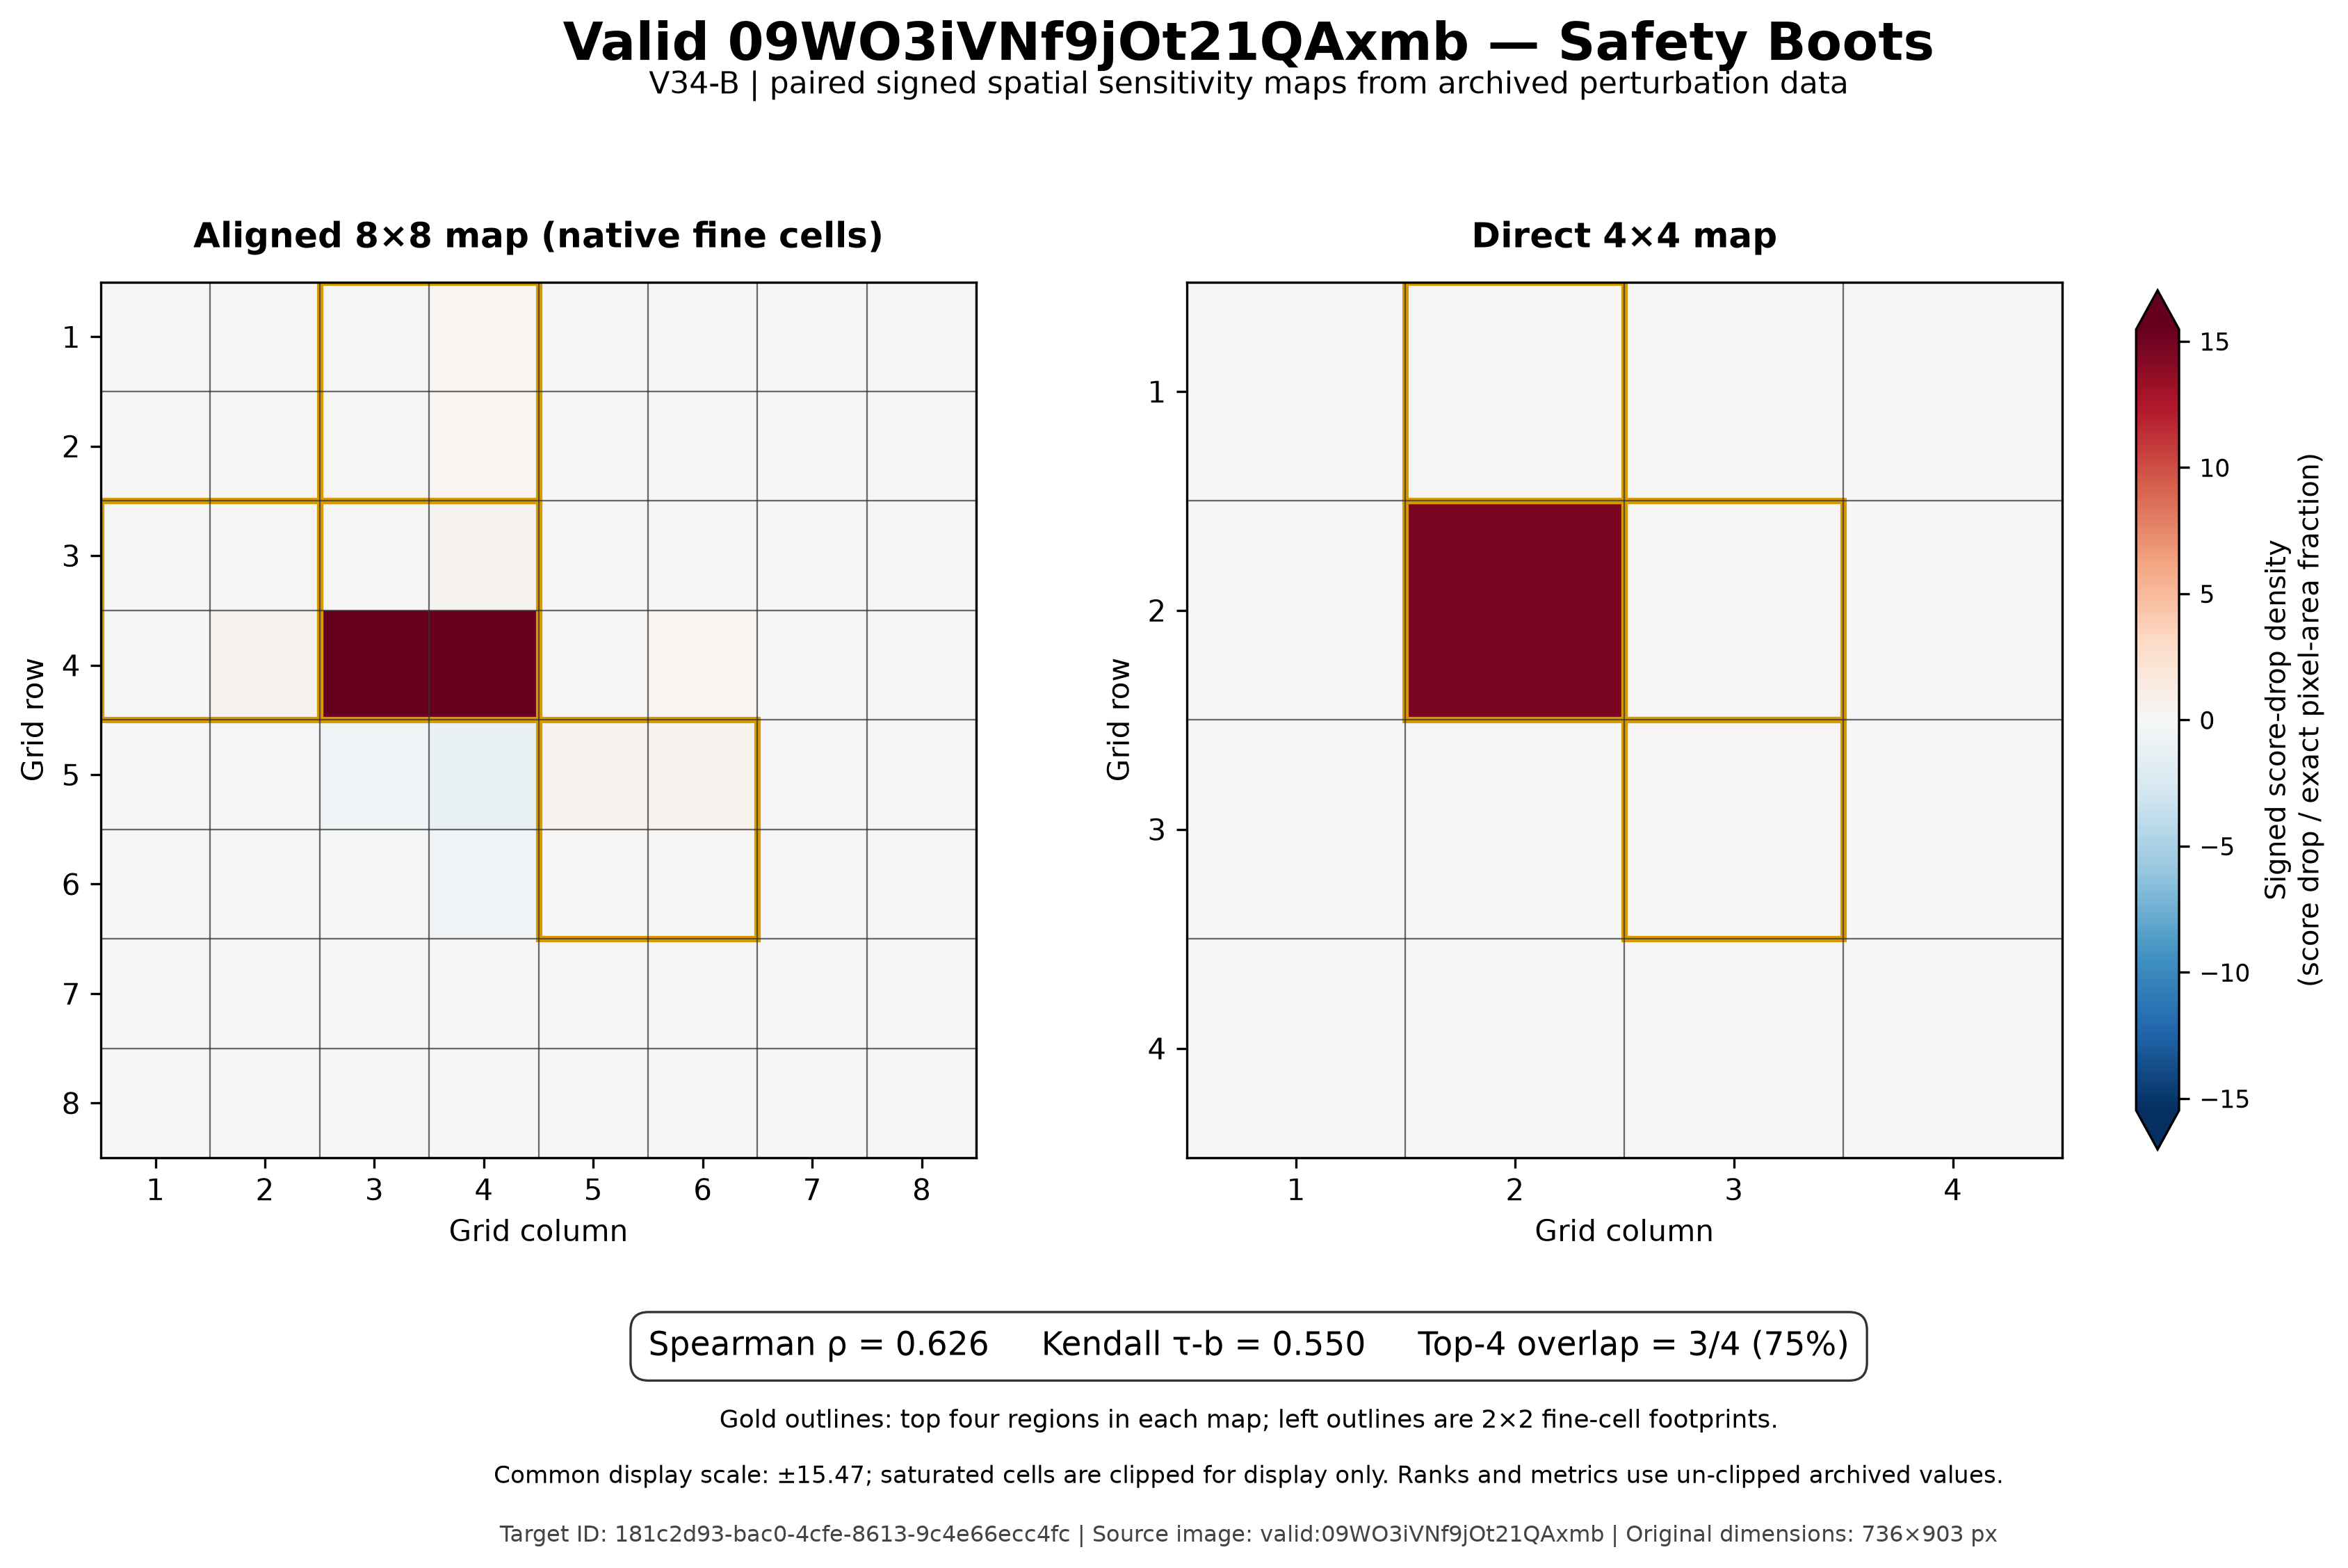 Valid 09WO3iVNf9jOt21QAxmb — Safety Boots
V34-B | paired signed spatial sensitivity maps from archived perturbation data
Aligned 8×8 map (native fine cells)
1
2
3
4
5
6
7
8
Grid row
1 2 3 4 5 6 7 8
Grid column
Direct 4×4 map
1
2
3
4
Grid row
1 2 3 4
Grid column
15
10
5
0
−5
−10
−15
Signed score-drop density
(score drop / exact pixel-area fraction)
Spearman ρ = 0.626 Kendall τ-b = 0.550 Top-4 overlap = 3/4 (75%)
Gold outlines: top four regions in each map; left outlines are 2×2 fine-cell footprints.
Common display scale: ±15.47; saturated cells are clipped for display only. Ranks and metrics use un-clipped archived values.
Target ID: 181c2d93-bac0-4cfe-8613-9c4e66ecc4fc | Source image: valid:09WO3iVNf9jOt21QAxmb | Original dimensions: 736×903 px